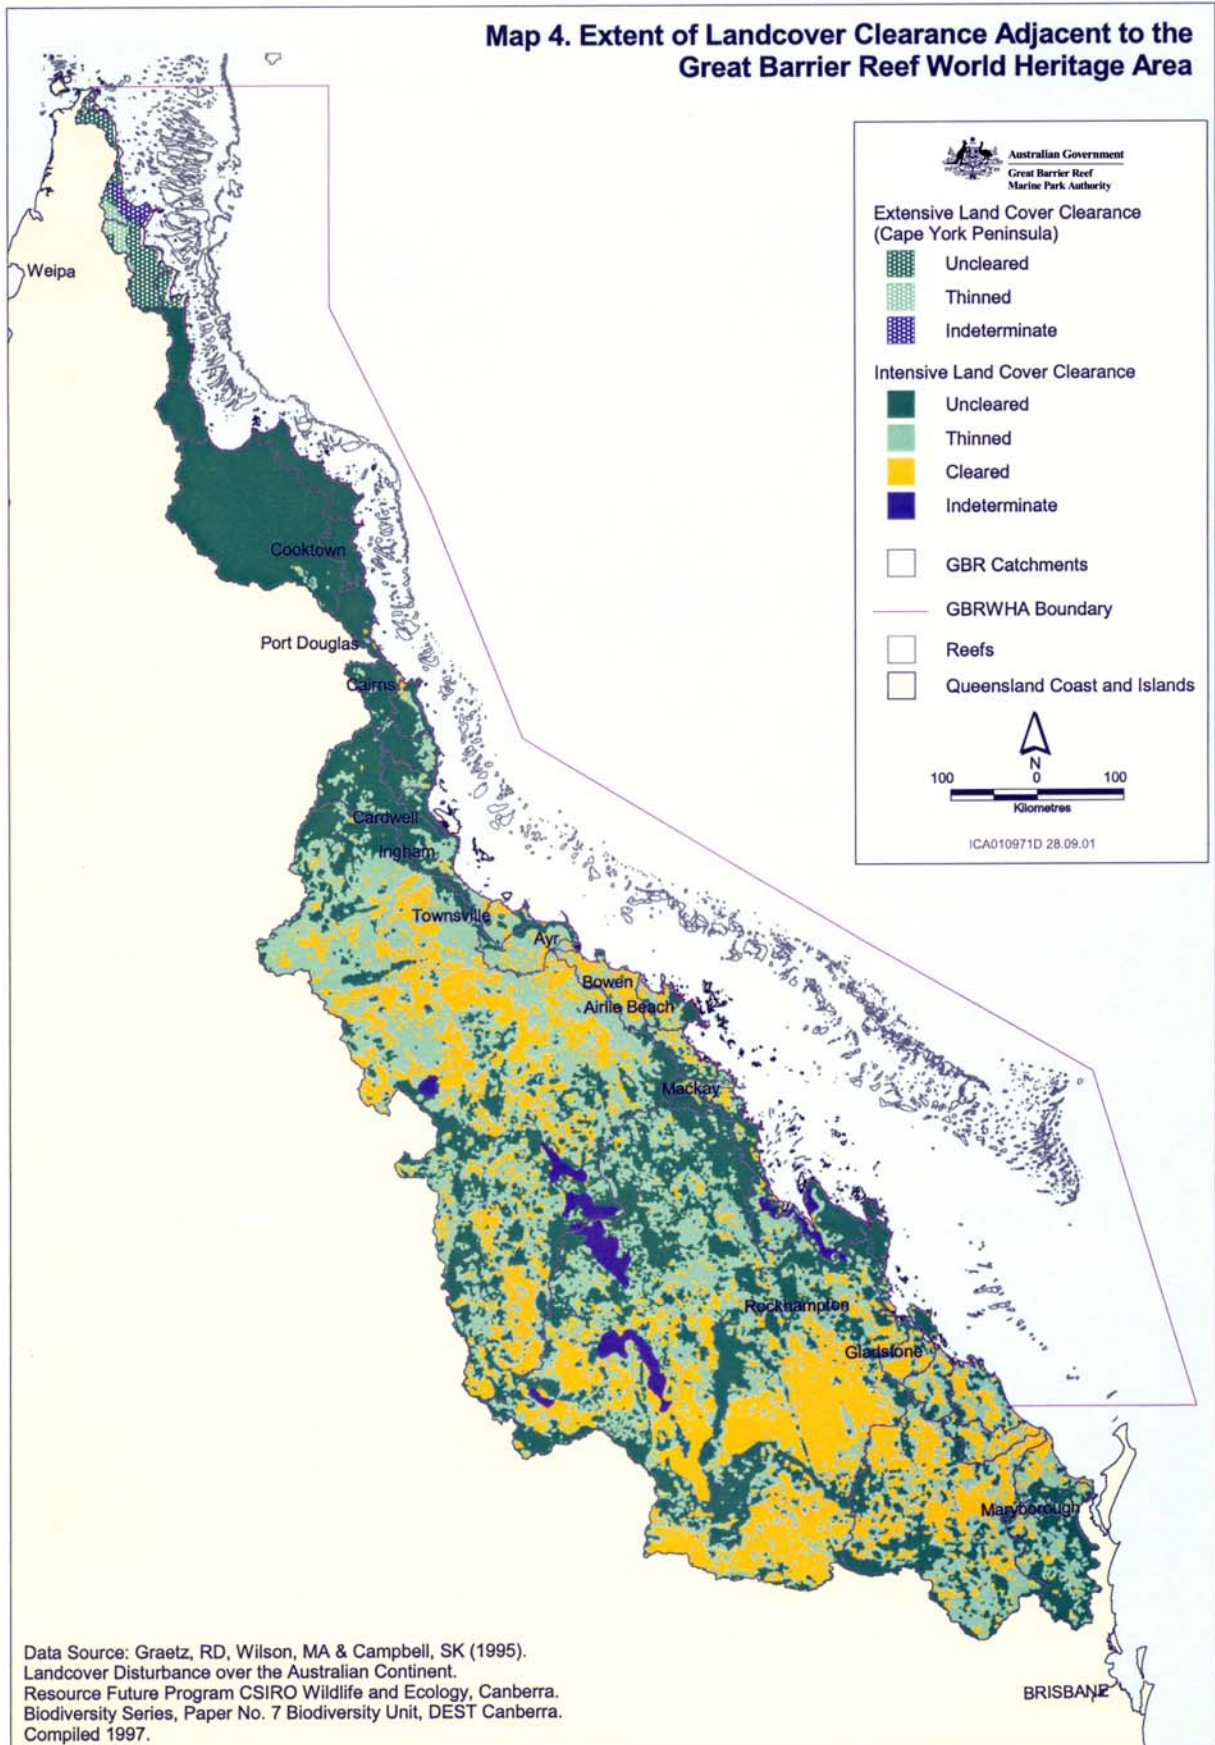 Map 4. Extent of Landcover Clearance Adjacent to the
Great Barrier Reef World Heritage Area
Australian Government
Great Barrier Reef
Marine Park Authority
Extensive Land Cover Clearance
(Cape York Peninsula)
Uncleared
Thinned
Indeterminate
Intensive Land Cover Clearance
Uncleared
Thinned
Cleared
Indeterminate
GBR Catchments
GBRWHA Boundary
Reefs
Queensland Coast and Islands
N
100 0 100
Kilometres
ICA010971D 28.09.01
Weipa
Cooktown
Port Douglas
Cairns
Cardwell
Ingham
Townsville
Ayr
Bowen
Airlie Beach
Mackay
Rockhampton
Gladstone
Maryborough
BRISBANE
Data Source: Graetz, RD, Wilson, MA & Campbell, SK (1995).
Landcover Disturbance over the Australian Continent.
Resource Future Program CSIRO Wildlife and Ecology, Canberra.
Biodiversity Series, Paper No. 7 Biodiversity Unit, DEST Canberra.
Compiled 1997.